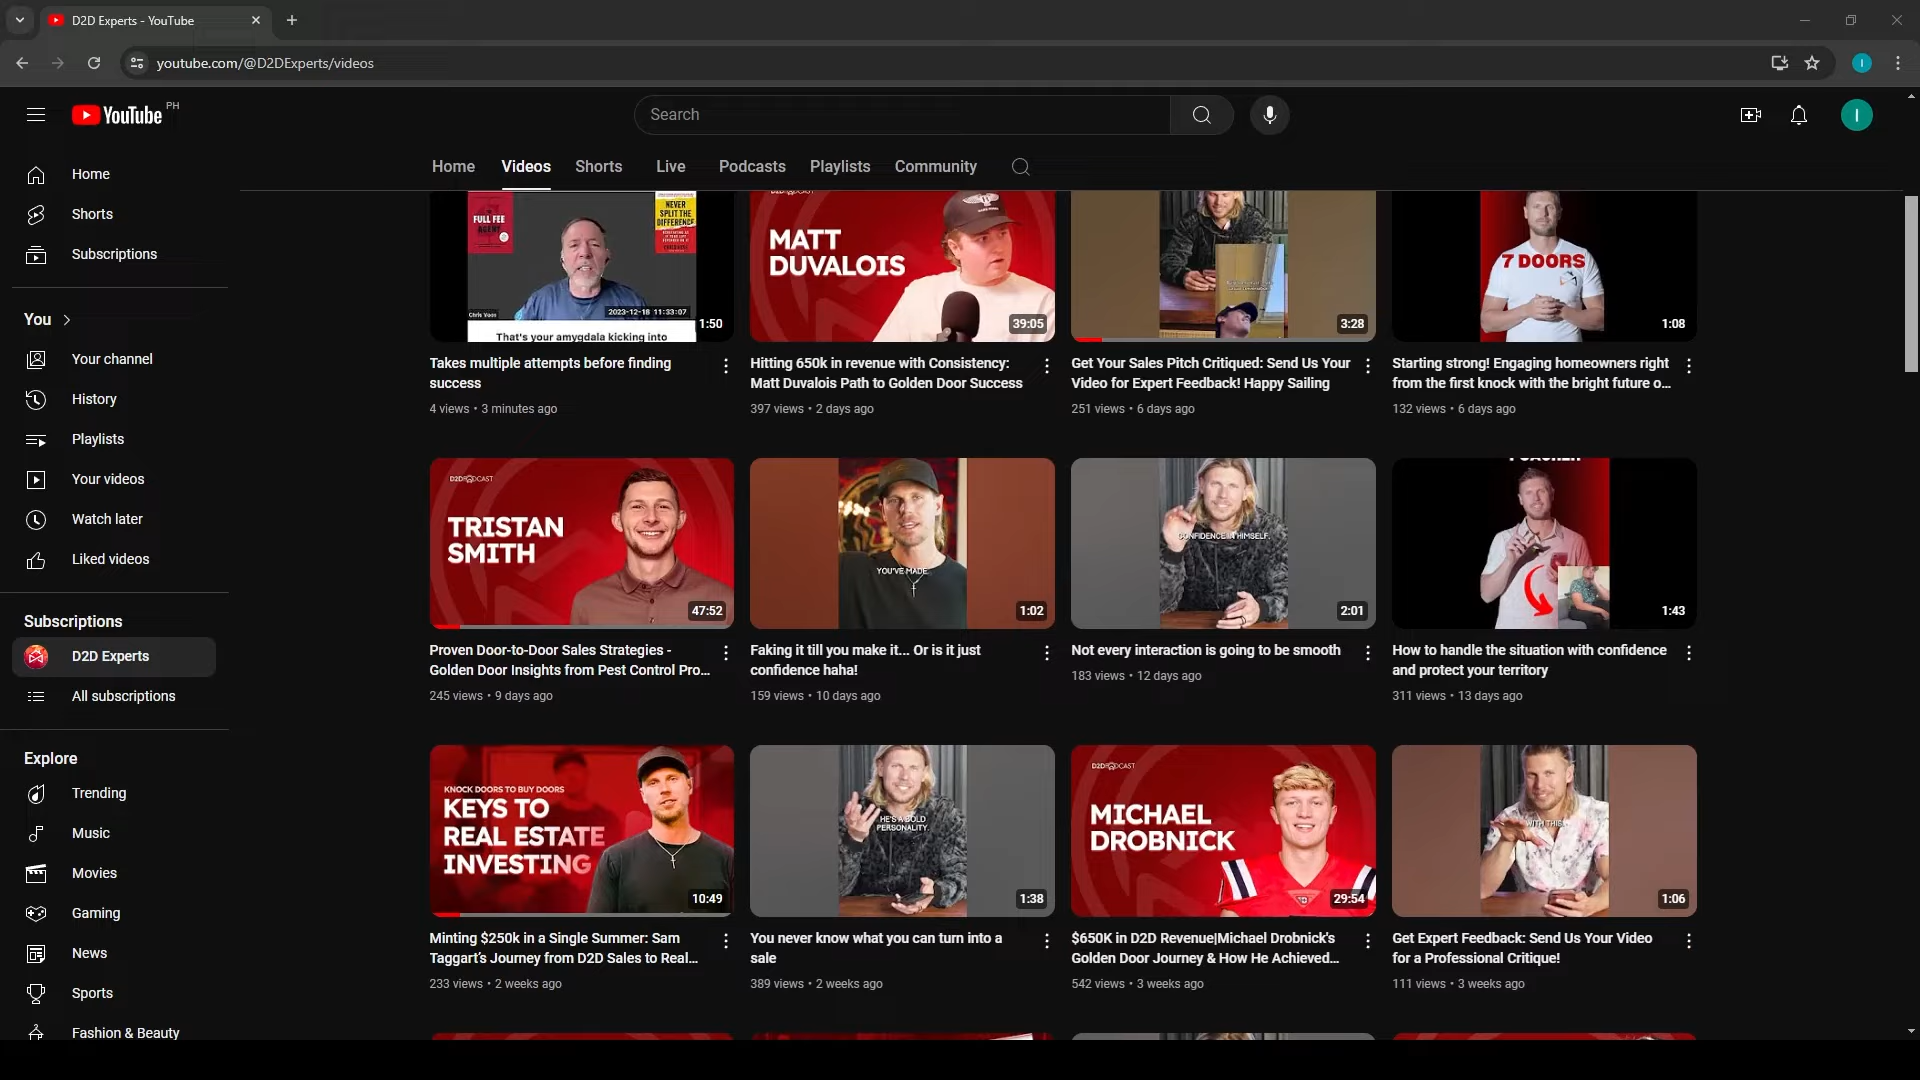 D2D Experts - YouTube
youtube.com/@D2DExperts/videos
YouTube PH
Search
Home Videos Shorts Live Podcasts Playlists Community
Home
Shorts
Subscriptions
You
Your channel
History
Playlists
Your videos
Watch later
Liked videos
Subscriptions
D2D Experts
All subscriptions
Explore
Trending
Music
Movies
Gaming
News
Sports
Fashion & Beauty
FULL FEE
AGENT
NEVER
SPLIT THE
DIFFERENCE
Chris Voss
2023-12-18 11:33:07
That's your amygdala kicking into
1:50
Takes multiple attempts before finding
success
4 views • 3 minutes ago
MATT
DUVALOIS
39:05
Hitting 650k in revenue with Consistency:
Matt Duvalois Path to Golden Door Success
397 views • 2 days ago
3:28
Get Your Sales Pitch Critiqued: Send Us Your
Video for Expert Feedback! Happy Sailing
251 views • 6 days ago
7 DOORS
1:08
Starting strong! Engaging homeowners right
from the first knock with the bright future o...
132 views • 6 days ago
D2DPODCAST
TRISTAN
SMITH
47:52
Proven Door-to-Door Sales Strategies -
Golden Door Insights from Pest Control Pro...
245 views • 9 days ago
YOU'VE MADE
1:02
Faking it till you make it... Or is it just
confidence haha!
159 views • 10 days ago
CONFIDENCE IN HIMSELF.
2:01
Not every interaction is going to be smooth
183 views • 12 days ago
1:43
How to handle the situation with confidence
and protect your territory
311 views • 13 days ago
KNOCK DOORS TO BUY DOORS
KEYS TO
REAL ESTATE
INVESTING
10:49
Minting $250k in a Single Summer: Sam
Taggart's Journey from D2D Sales to Real...
233 views • 2 weeks ago
HE'S A BOLD
PERSONALITY.
1:38
You never know what you can turn into a
sale
389 views • 2 weeks ago
D2DPODCAST
MICHAEL
DROBNICK
29:54
$650K in D2D Revenue|Michael Drobnick's
Golden Door Journey & How He Achieved...
542 views • 3 weeks ago
WITH THIS
1:06
Get Expert Feedback: Send Us Your Video
for a Professional Critique!
111 views • 3 weeks ago